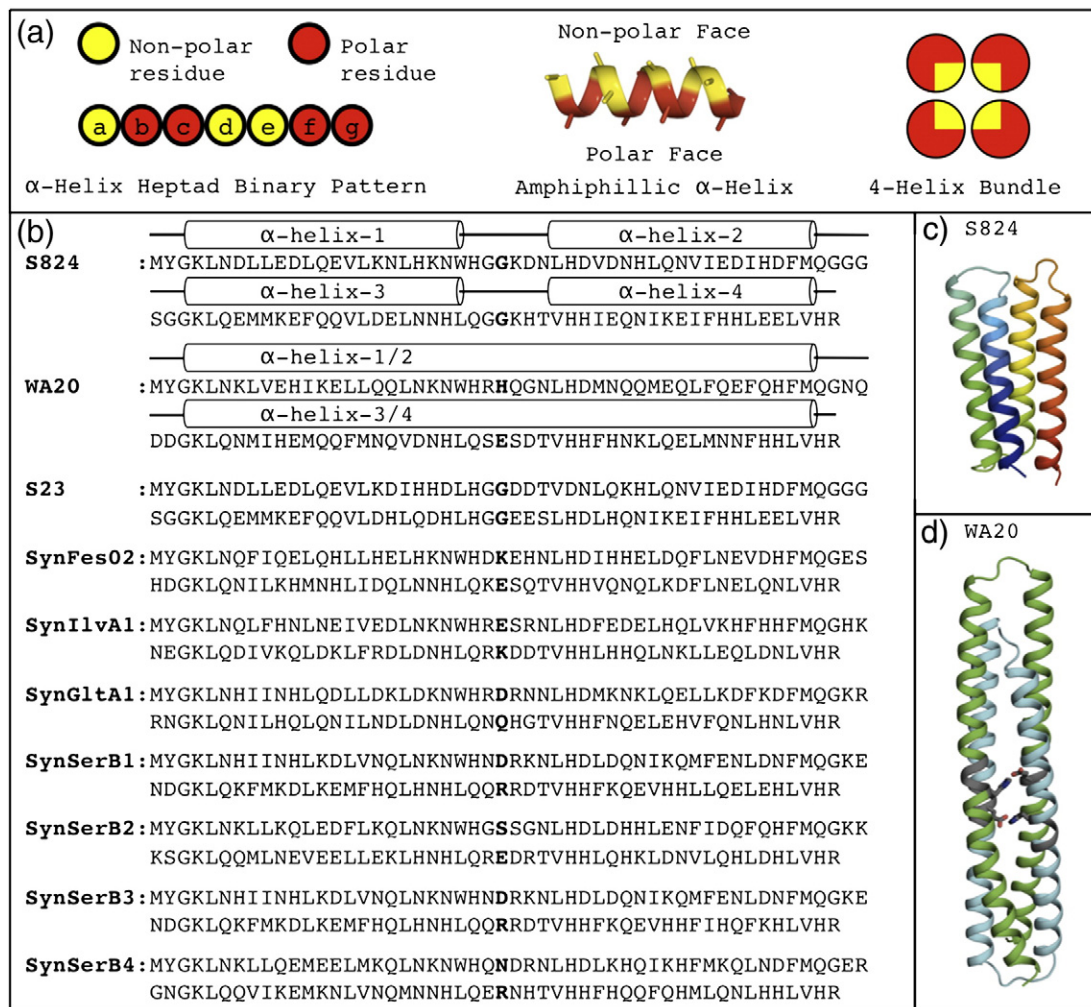 (a)
Non-polar residue
Polar residue
a b c d e f g
α-Helix Heptad Binary Pattern
Non-polar Face
Polar Face
Amphiphillic α-Helix
4-Helix Bundle
(b)
α-helix-1 α-helix-2
S824 :MYGKLNDLLEDLQEVLKNLHKNWHGGKDNLHDVDNHLQNVIEDIHDFMQGGG
α-helix-3 α-helix-4
SGGKLQEMMKEFQQVLDELNNHLQGGKHTVHHIEQNIKEIFHHLEELVHR
α-helix-1/2
WA20 :MYGKLNKLVEHIKELLQQLNKNWHRHQGNLHDMNQQMEQLFQEFQHFMQGNQ
α-helix-3/4
DDGKLQNMIHEMQQFMNQVDNHLQSESDTVHHFHNKLQELMNNFHHLVHR
S23 :MYGKLNDLLEDLQEVLKDIHHDLHGGDDTVDNLQKHLQNVIEDIHDFMQGGG
SGGKLQEMMKEFQQVLDHLQDHLHGGEESLHDLHQNIKEIFHHLEELVHR
SynFes02:MYGKLNQFIQELQHLLHELHKNWHDKEHNLHDIHHELDQFLNEVDHFMQGES
HDGKLQNILKHMNHLIDQLNNHLQKESQTVHHVQNQLKDFLNELQNLVHR
SynIlvA1:MYGKLNQLFHNLNEIVEDLNKNWHRESRNLHDFEDELHQLVKHFHHFMQGHK
NEGKLQDIVKQLDKLFRDLDNHLQRKDDTVHHLHHQLNKLLEQLDNLVHR
SynGltA1:MYGKLNHIINHLQDLLDKLDKNWHRDRNNLHDMKNKLQELLKDFKDFMQGKR
RNGKLQNILHQLQNILNDLDNHLQNQHGTVHHFNQELEHVFQNLHNLVHR
SynSerB1:MYGKLNHIINHLKDLVNQLNKNWHNDRKNLHDLDQNIKQMFENLDNFMQGKE
NDGKLQKFMKDLKEMFHQLHNHLQQRRDTVHHFKQEVHHLLQELEHLVHR
SynSerB2:MYGKLNKLLKQLEDFLKQLNKNWHGSSGNLHDLDHHLENFIDQFQHFMQGKK
KSGKLQQMLNEVEELLEKLHNHLQREDRTVHHLQHKLDNVLQHLDHLVHR
SynSerB3:MYGKLNHIINHLKDLVNQLNKNWHNDRKNLHDLDQNIKQMFENLDNFMQGKE
NDGKLQKFMKDLKEMFHQLHNHLQQRRDTVHHFKQEVHHFIHQFKHLVHR
SynSerB4:MYGKLNKLLQEMEELMKQLNKNWHQNDRNLHDLKHQIKHFMKQLNDFMQGER
GNGKLQQVIKEMKNLVNQMNNHLQERNHTVHHFHQQFQHMLQNLHHLVHR
c) S824
d) WA20